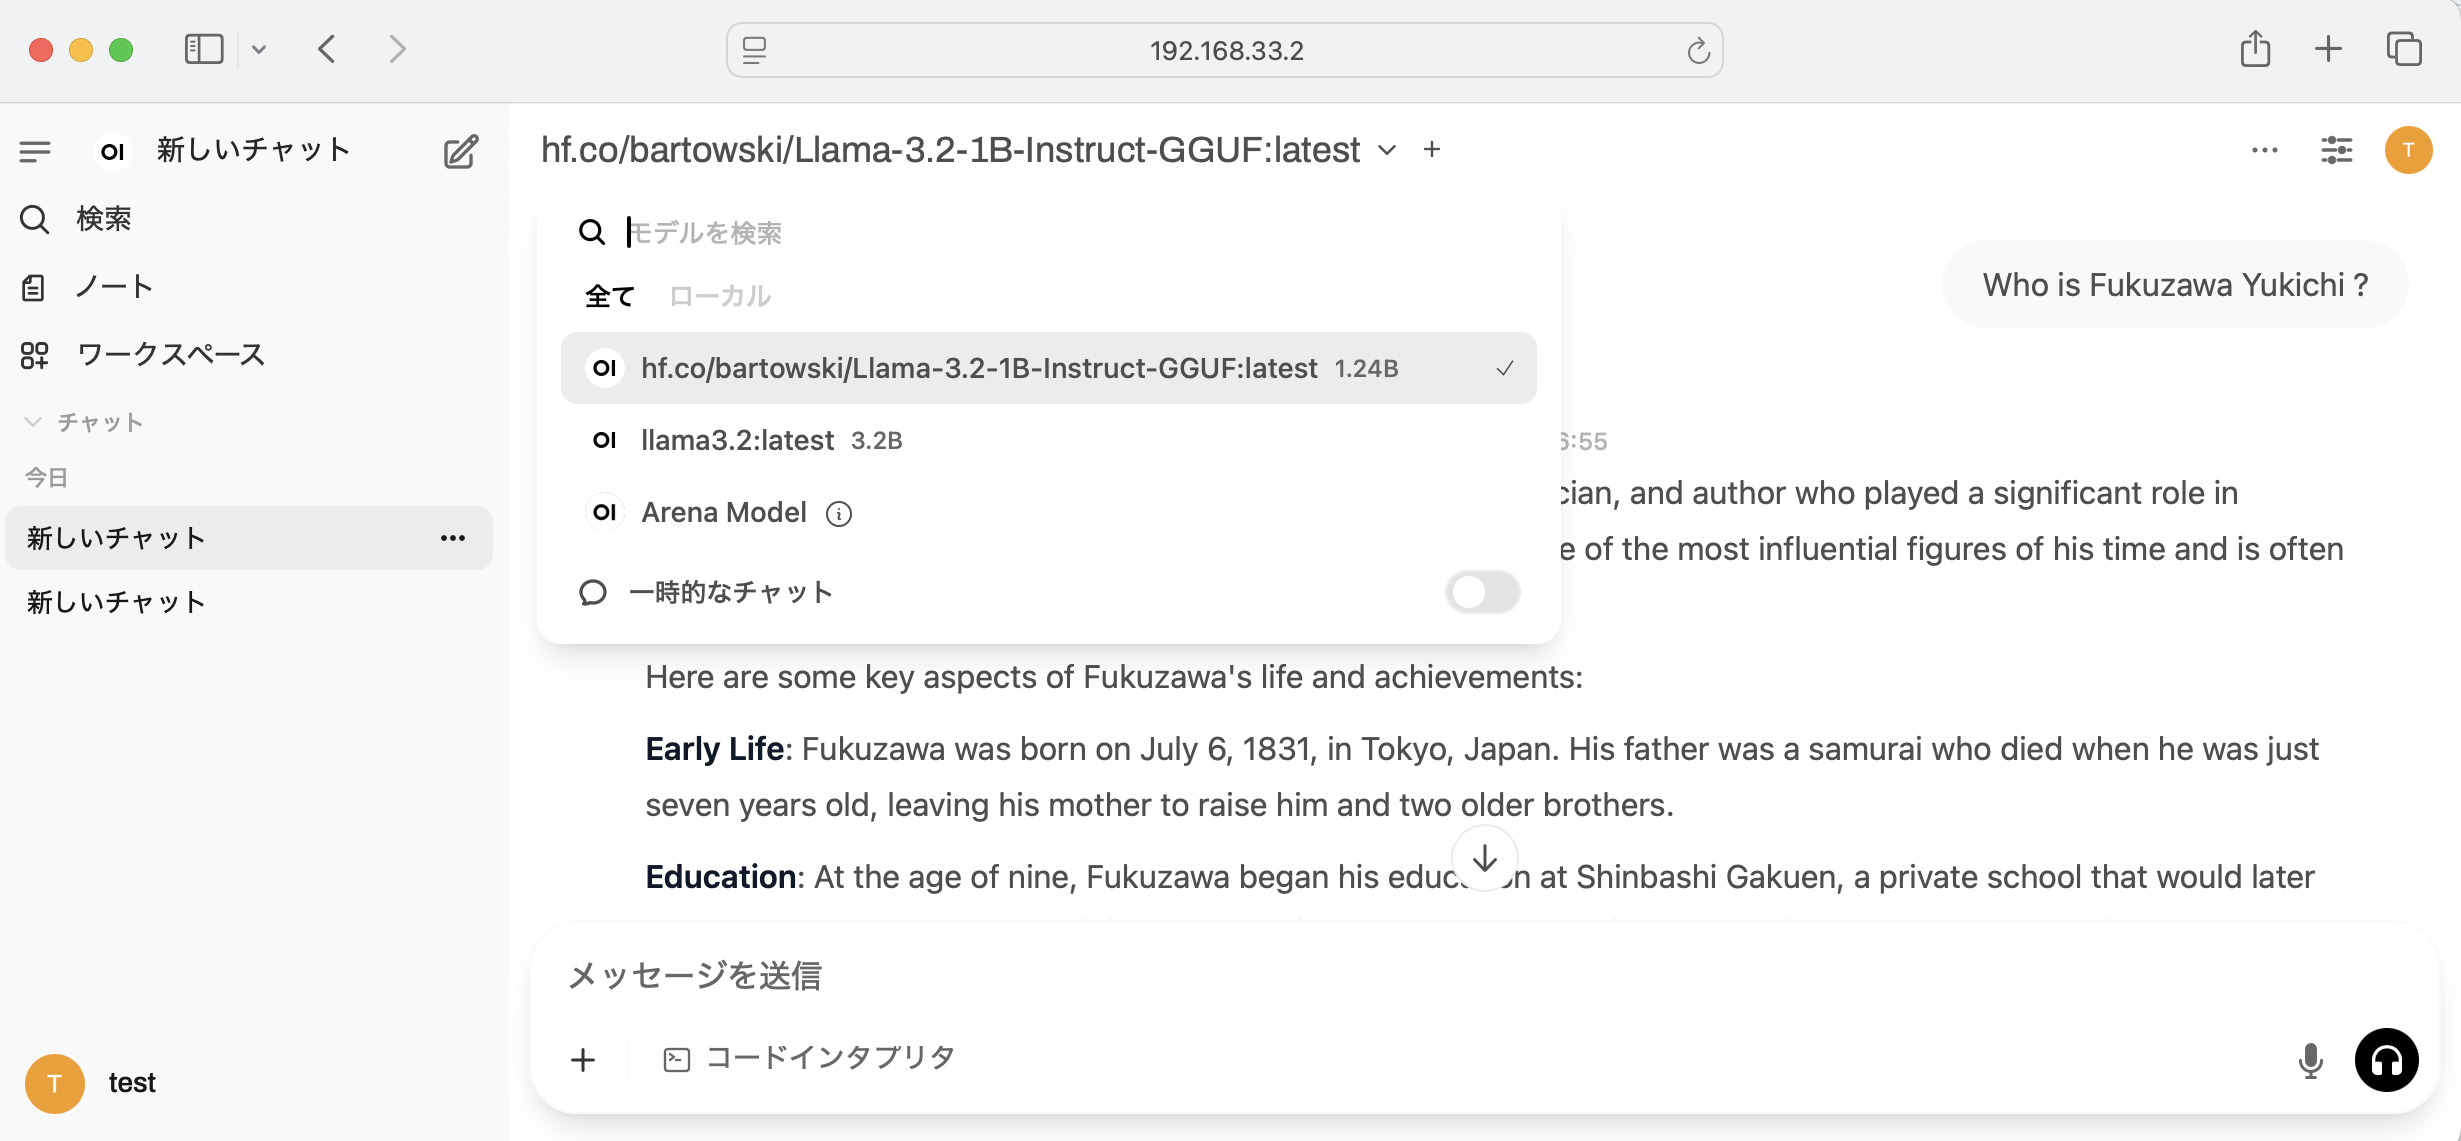 192.168.33.2
OI 新しいチャット
検索
ノート
ワークスペース
チャット
今日
新しいチャット
新しいチャット
T test
hf.co/bartowski/Llama-3.2-1B-Instruct-GGUF:latest
T
モデルを検索
全て ローカル
OI hf.co/bartowski/Llama-3.2-1B-Instruct-GGUF:latest 1.24B
OI llama3.2:latest 3.2B
OI Arena Model
一時的なチャット
Who is Fukuzawa Yukichi ?
:55
, and author who played a significant role in
of the most influential figures of his time and is often
Here are some key aspects of Fukuzawa's life and achievements:
Early Life: Fukuzawa was born on July 6, 1831, in Tokyo, Japan. His father was a samurai who died when he was just
seven years old, leaving his mother to raise him and two older brothers.
Education: At the age of nine, Fukuzawa began his at Shinbashi Gakuen, a private school that would later
メッセージを送信
コードインタプリタ